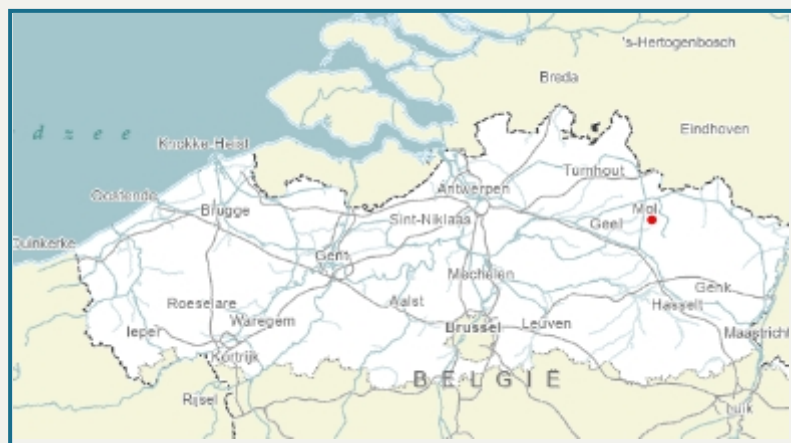 's-Hertogenbosch
Breda
Eindhoven
d z e e
Knokke-Heist
Turnhout
Oostende
Antwerpen
Brugge
Sint-Niklaas
Mol
Geel
Duinkerke
Gent
Mechelen
Genk
Roeselare
Aalst
Hasselt
Ieper
Waregem
Brussel
Leuven
Maastricht
Kortrijk
BELGIË
Rijsel
Luik